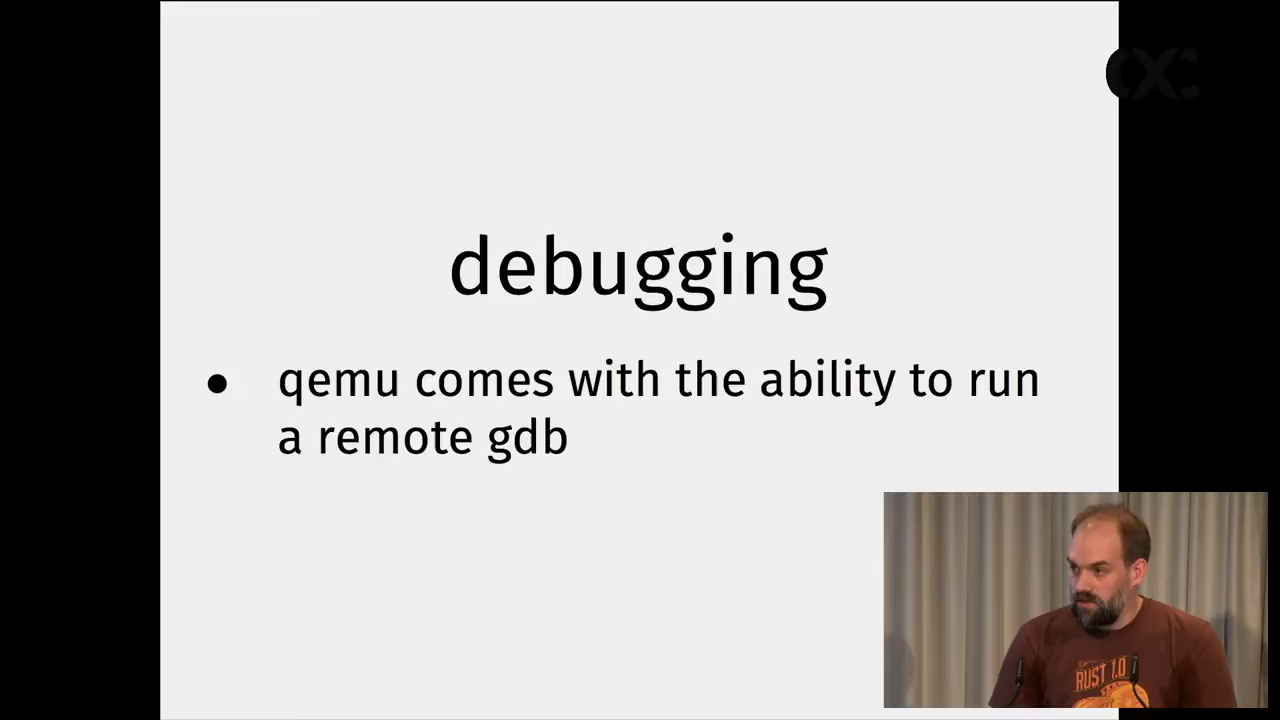 debugging
● qemu comes with the ability to run
a remote gdb
RUST 1.0